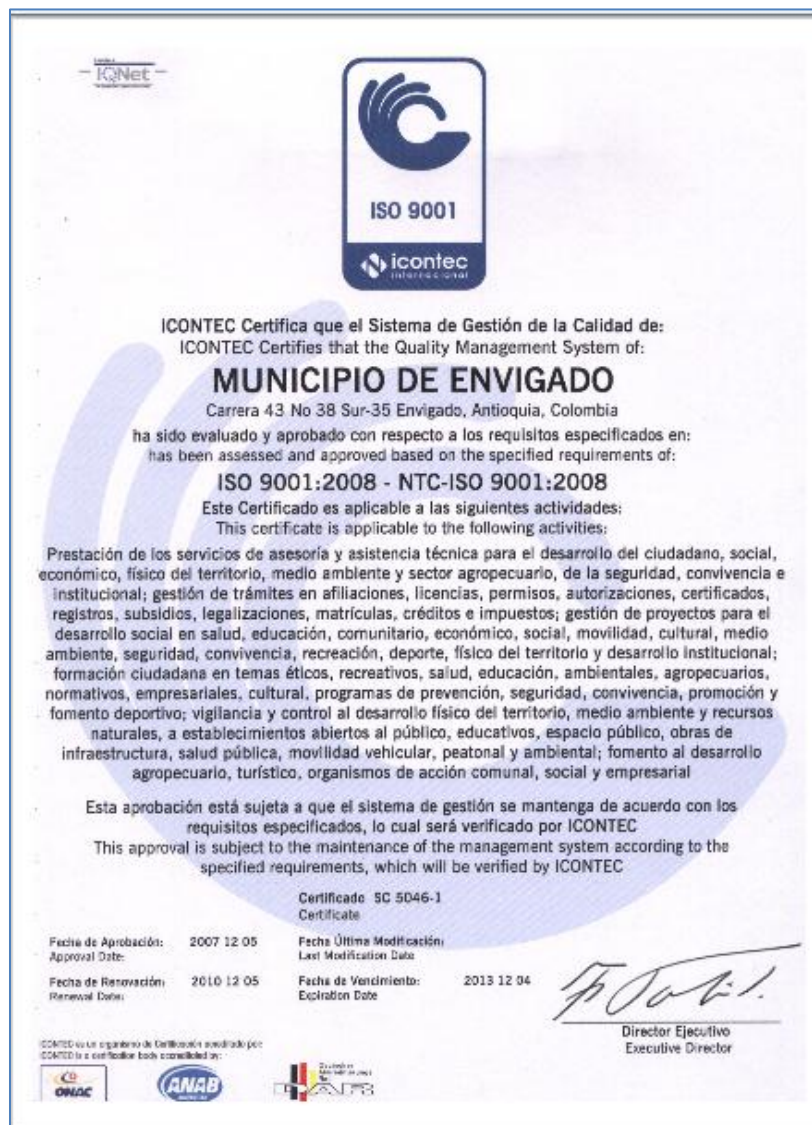 IQNet
ISO 9001
icontec
internacional
ICONTEC Certifica que el Sistema de Gestión de la Calidad de:
ICONTEC Certifies that the Quality Management System of:
MUNICIPIO DE ENVIGADO
Carrera 43 No 38 Sur-35 Envigado, Antioquia, Colombia
ha sido evaluado y aprobado con respecto a los requisitos especificados en:
has been assessed and approved based on the specified requirements of:
ISO 9001:2008 - NTC-ISO 9001:2008
Este Certificado es aplicable a las siguientes actividades:
This certificate is applicable to the following activities:
Prestación de los servicios de asesoría y asistencia técnica para el desarrollo del ciudadano, social,
económico, físico del territorio, medio ambiente y sector agropecuario, de la seguridad, convivencia e
institucional; gestión de trámites en afiliaciones, licencias, permisos, autorizaciones, certificados,
registros, subsidios, legalizaciones, matrículas, créditos e impuestos; gestión de proyectos para el
desarrollo social en salud, educación, comunitario, económico, social, movilidad, cultural, medio
ambiente, seguridad, convivencia, recreación, deporte, físico del territorio y desarrollo institucional;
formación ciudadana en temas éticos, recreativos, salud, educación, ambientales, agropecuarios,
normativos, empresariales, cultural, programas de prevención, seguridad, convivencia, promoción y
fomento deportivo; vigilancia y control al desarrollo físico del territorio, medio ambiente y recursos
naturales, a establecimientos abiertos al público, educativos, espacio público, obras de
infraestructura, salud pública, movilidad vehicular, peatonal y ambiental; fomento al desarrollo
agropecuario, turístico, organismos de acción comunal, social y empresarial
Esta aprobación está sujeta a que el sistema de gestión se mantenga de acuerdo con los
requisitos especificados, lo cual será verificado por ICONTEC
This approval is subject to the maintenance of the management system according to the
specified requirements, which will be verified by ICONTEC
Certificado SC 5046-1
Certificate
Fecha de Aprobación: 2007 12 05 Fecha Última Modificación:
Approval Date: Last Modification Date
Fecha de Renovación: 2010 12 05 Fecha de Vencimiento: 2013 12 04
Renewal Date: Expiration Date
Director Ejecutivo
Executive Director
ICONTEC es un organismo de Certificación acreditado por:
ICONTEC is a certification body accredited by:
ONAC
ANAB
DAR